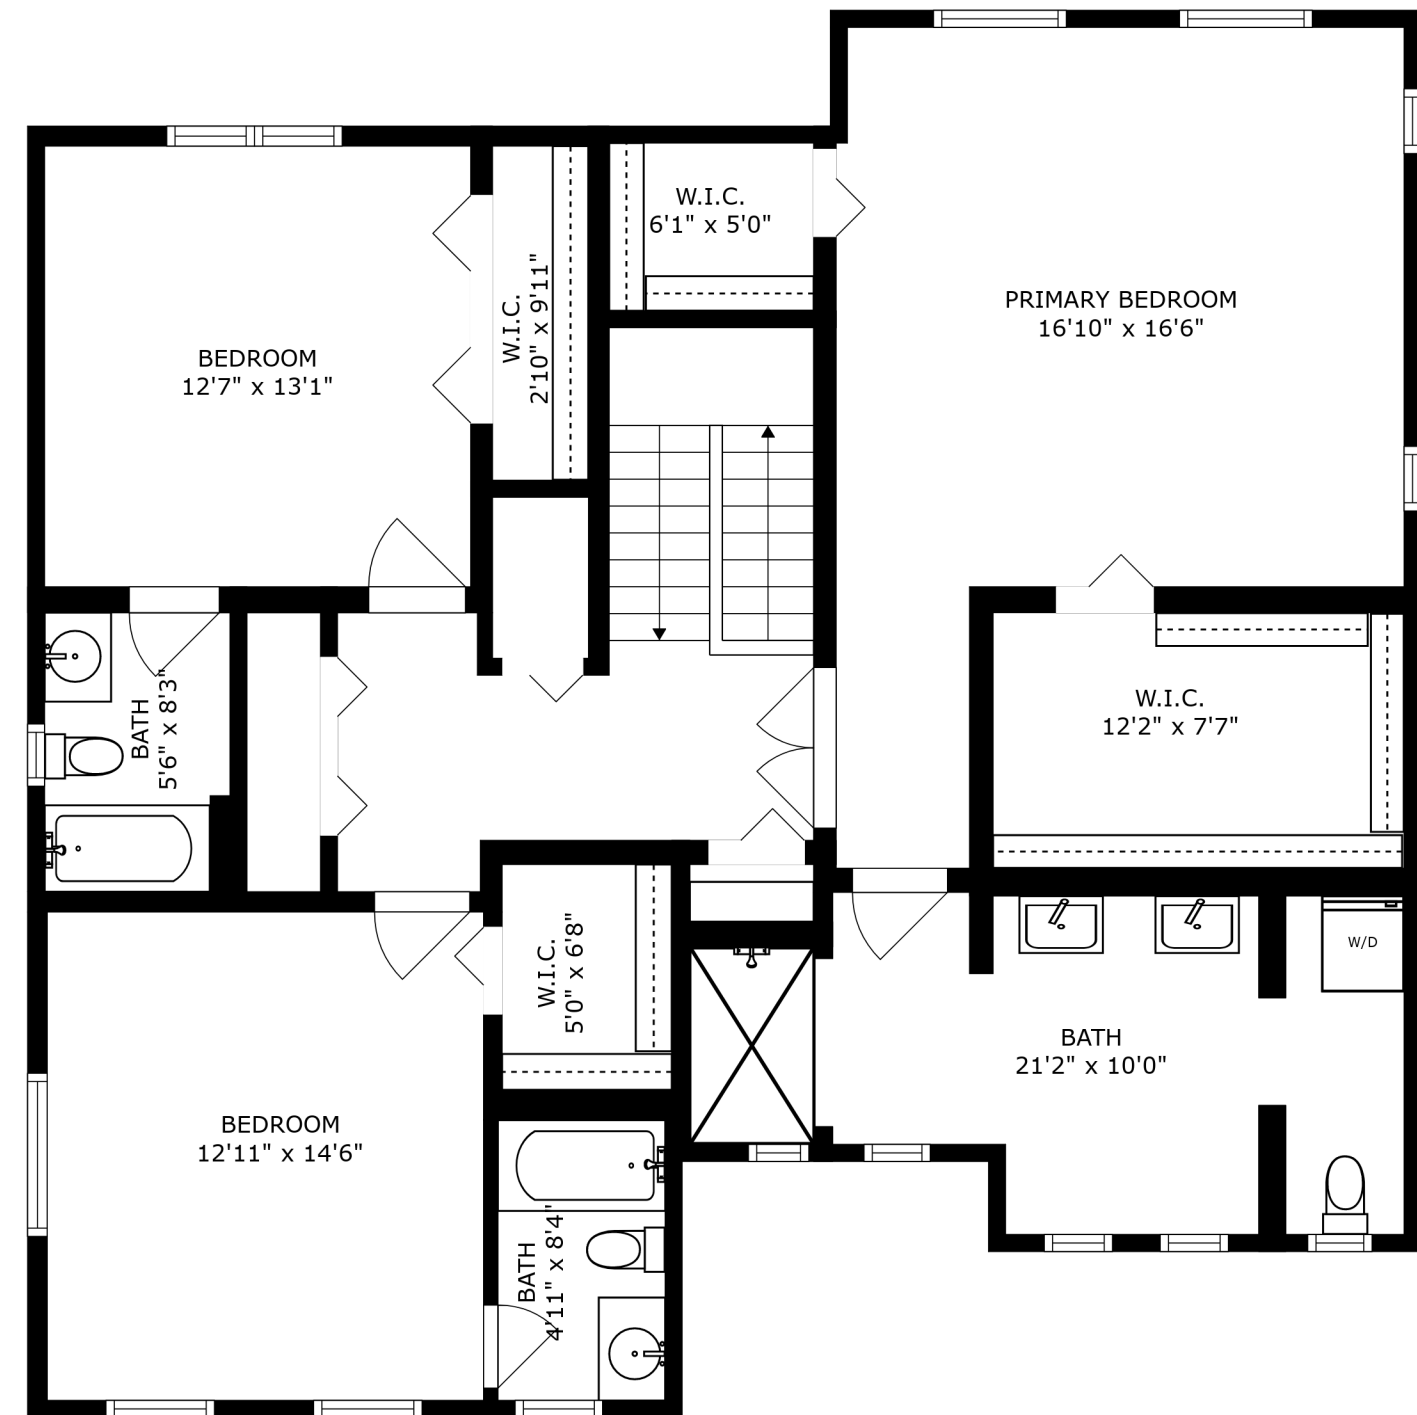 W.I.C.
6'1" x 5'0"
PRIMARY BEDROOM
16'10" x 16'6"
BEDROOM
12'7" x 13'1"
W.I.C.
2'10" x 9'11"
BATH
5'6" x 8'3"
W.I.C.
12'2" x 7'7"
W.I.C.
5'0" x 6'8"
W/D
BATH
21'2" x 10'0"
BEDROOM
12'11" x 14'6"
BATH
4'11" x 8'4"